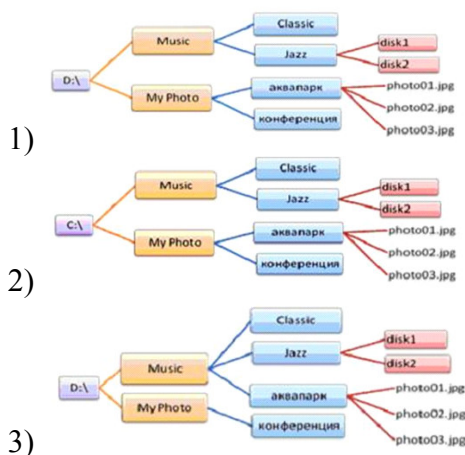 Classic
Music
Jazz
disk1
disk2
D:\
My Photo
аквапарк
photo01.jpg
photo02.jpg
конференция
photo03.jpg
1)
Classic
Music
Jazz
disk1
disk2
C:\
My Photo
аквапарк
photo01.jpg
photo02.jpg
конференция
photo03.jpg
2)
Classic
Music
Jazz
disk1
disk2
D:\
My Photo
аквапарк
photo01.jpg
photo02.jpg
конференция
photo03.jpg
3)